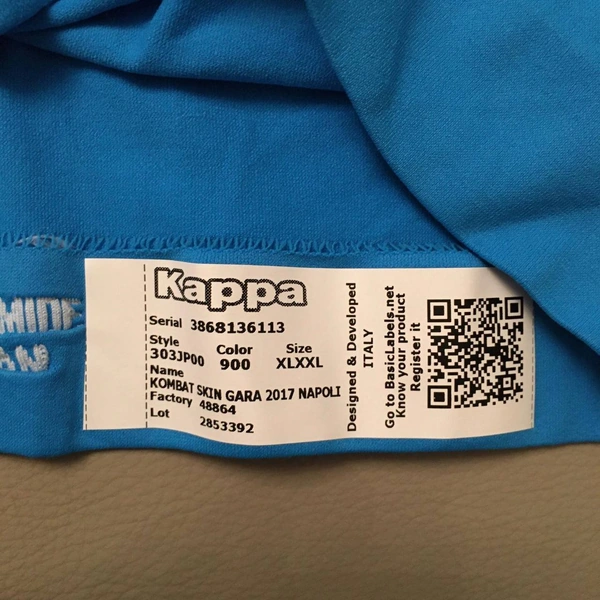 Kappa
Serial 3868136113
Style Color Size
303JP00 900 XLXXL
Name
KOMBAT SKIN GARA 2017 NAPOLI
Factory 48864
Lot 2853392
Designed & Developed
ITALY
Go to BasicLabels.net
Know your product
Register it